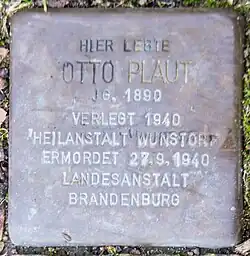 HIER LEBTE
OTTO PLAUT
JG. 1890
VERLEGT 1940
"HEILANSTALT" WUNSTORF
ERMORDET 27.9.1940
LANDESANSTALT
BRANDENBURG